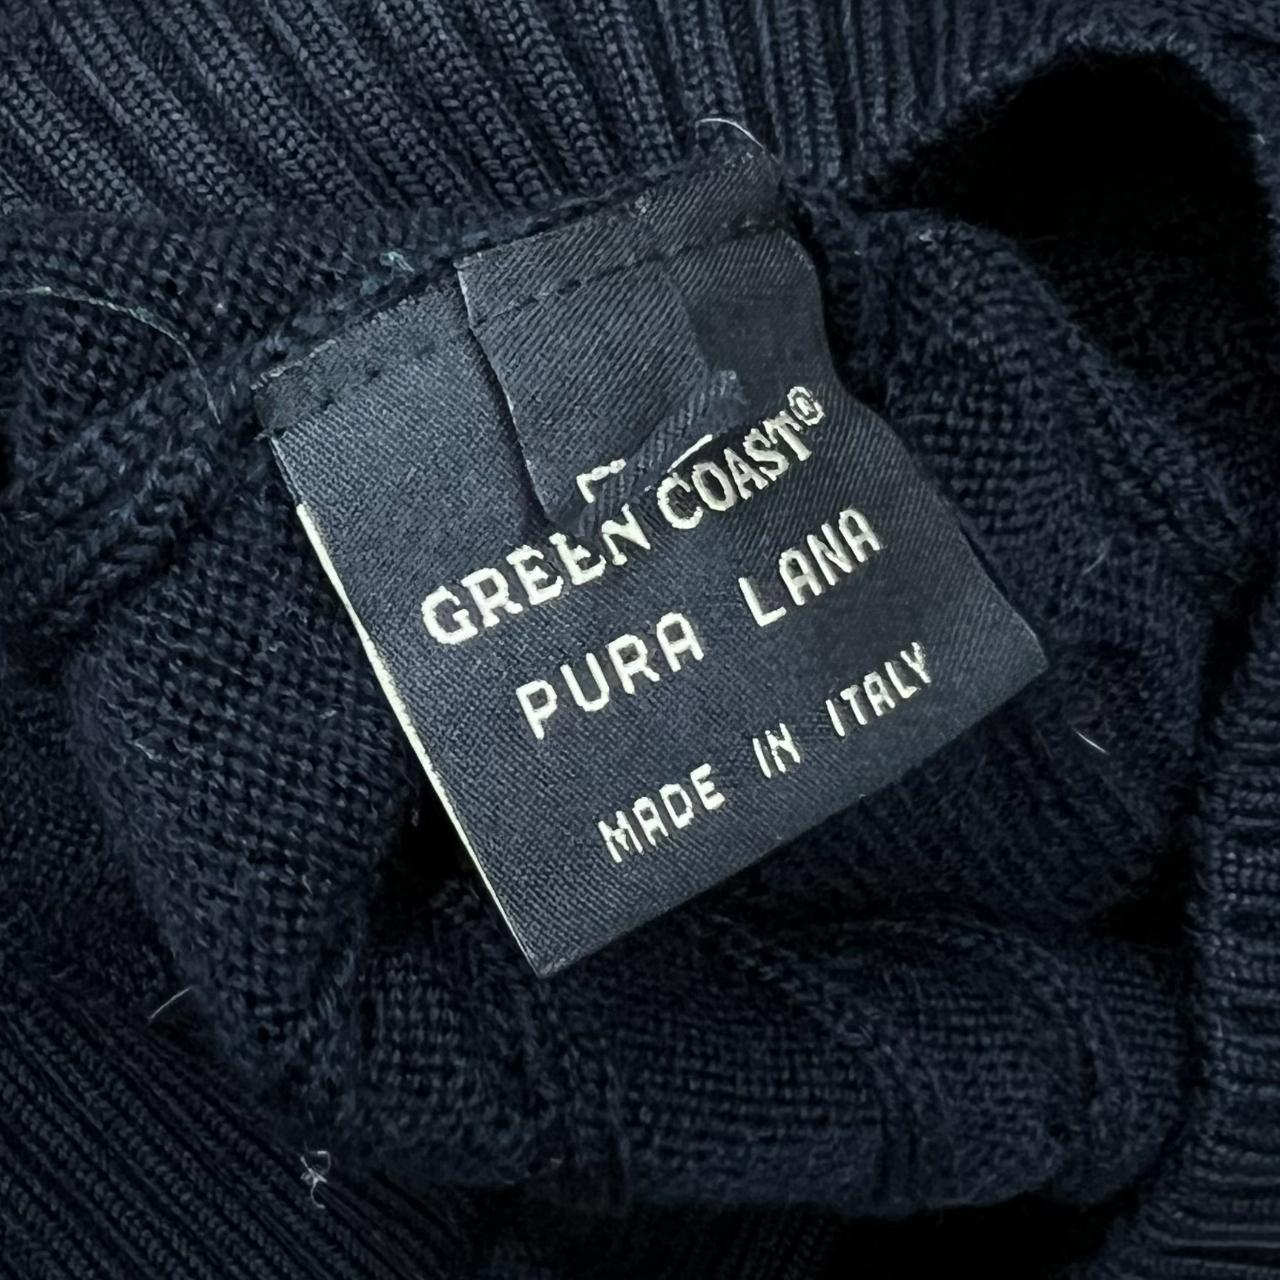 GREEN COAST®
PURA LANA
MADE IN ITALY